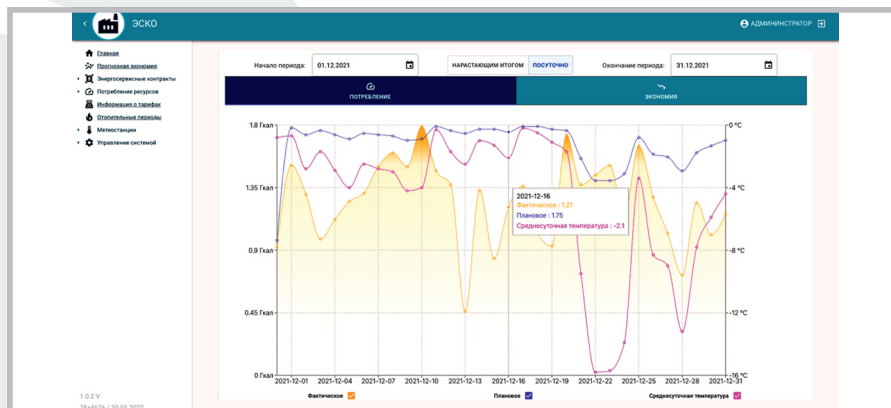 ЭСКО
АДМИНИНСТРАТОР
Главная
Прогнозная экономия
Энергосервисные контракты
Потребление ресурсов
Информация о тарифах
Отопительные периоды
Метеостанции
Управление системой
Начало периода: 01.12.2021 НАРАСТАЮЩИМ ИТОГОМ ПОСУТОЧНО Окончание периода: 31.12.2021
ПОТРЕБЛЕНИЕ ЭКОНОМИЯ
1.8 Гкал 0 °C
1.35 Гкал -4 °C
2021-12-16
Фактическое : 1.21
Плановое : 1.75
Среднесуточная температура : -2.1
0.9 Гкал -8 °C
0.45 Гкал -12 °C
0 Гкал -16 °C
2021-12-01 2021-12-04 2021-12-07 2021-12-10 2021-12-13 2021-12-16 2021-12-19 2021-12-22 2021-12-25 2021-12-28 2021-12-31
Фактическое Плановое Среднесуточная температура
1.0.2 V